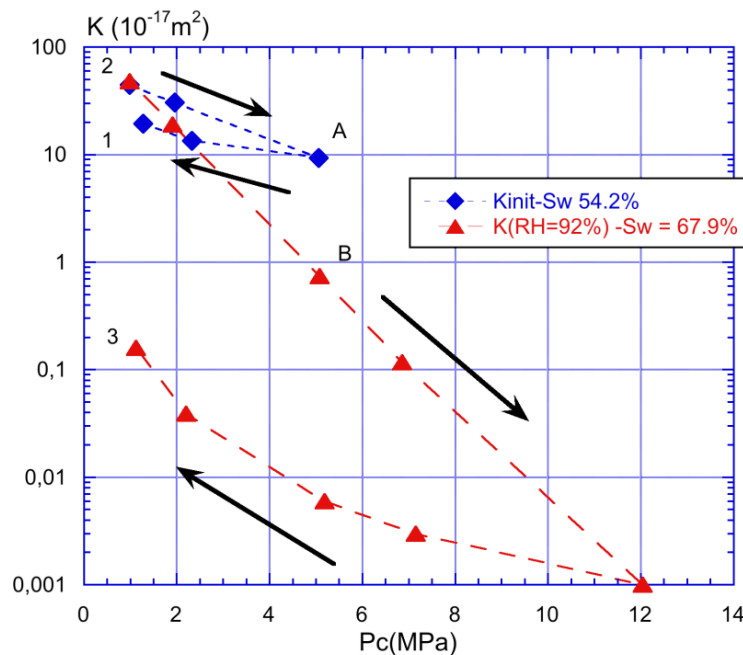 K (10⁻¹⁷m²)
100
10
1
0,1
0,01
0,001
2
1
A
B
3
Kinit-Sw 54.2%
K(RH=92%) -Sw = 67.9%
0 2 4 6 8 10 12 14
Pc(MPa)